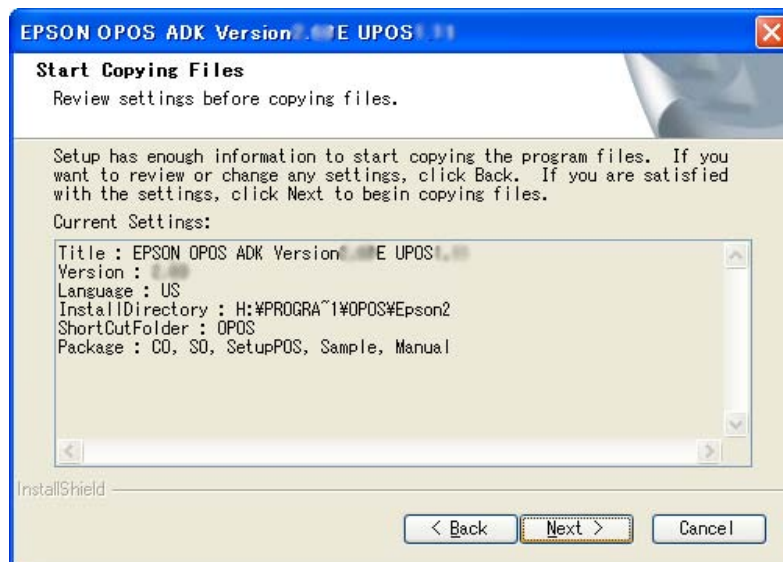 EPSON OPOS ADK Version E UPOS
Start Copying Files
Review settings before copying files.
Setup has enough information to start copying the program files. If you
want to review or change any settings, click Back. If you are satisfied
with the settings, click Next to begin copying files.
Current Settings:
Title : EPSON OPOS ADK Version E UPOS
Version :
Language : US
InstallDirectory : H:¥PROGRA~1¥OPOS¥Epson2
ShortCutFolder : OPOS
Package : CO, SO, SetupPOS, Sample, Manual
InstallShield
< Back Next > Cancel